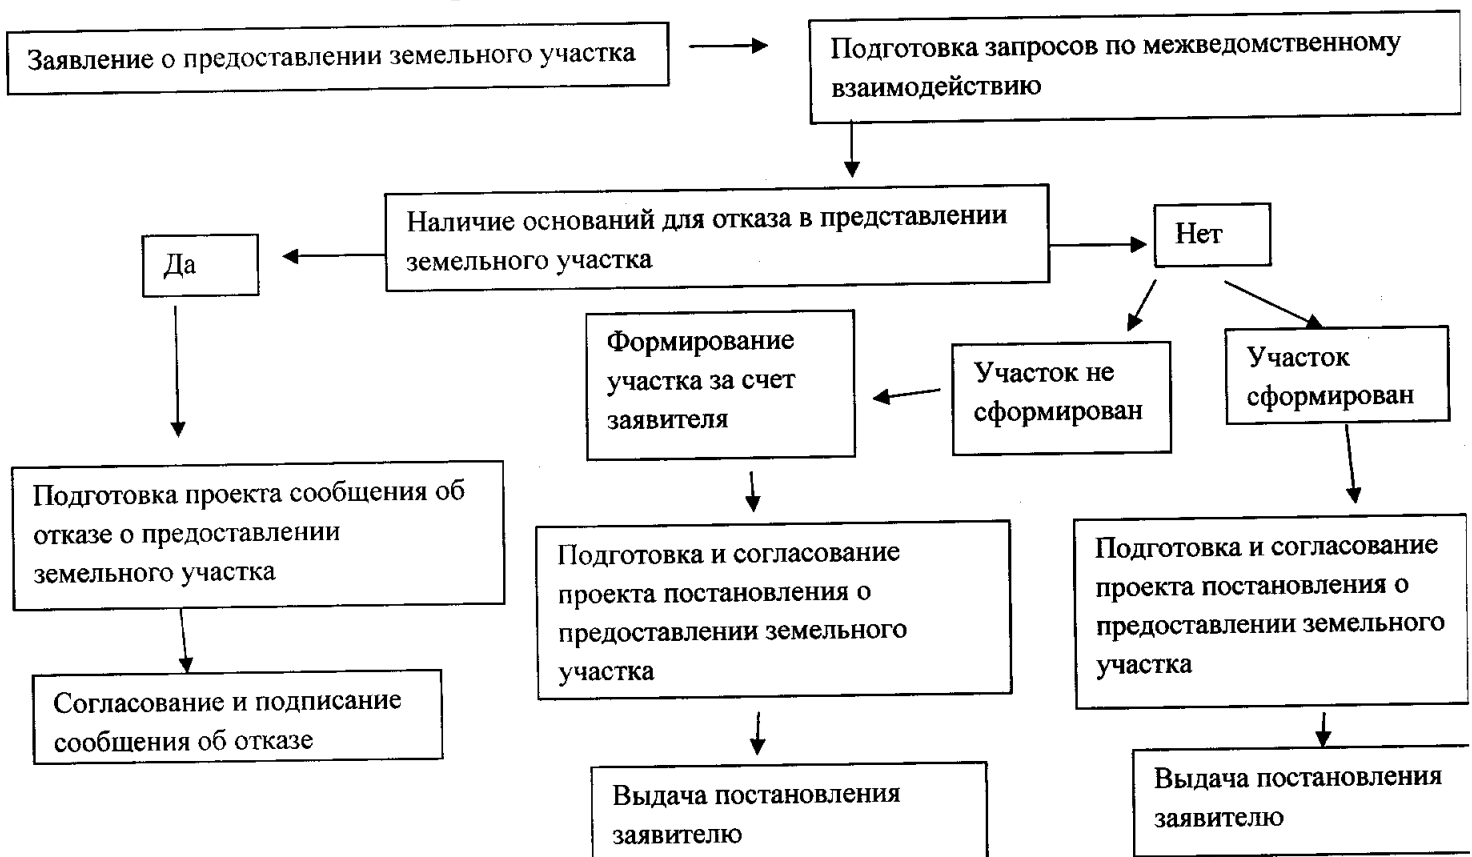 Заявление о предоставлении земельного участка
Подготовка запросов по межведомственному
взаимодействию
Наличие оснований для отказа в представлении
земельного участка
Да
Нет
Формирование
участка за счет
заявителя
Участок не
сформирован
Участок
сформирован
Подготовка проекта сообщения об
отказе о предоставлении
земельного участка
Подготовка и согласование
проекта постановления о
предоставлении земельного
участка
Подготовка и согласование
проекта постановления о
предоставлении земельного
участка
Согласование и подписание
сообщения об отказе
Выдача постановления
заявителю
Выдача постановления
заявителю